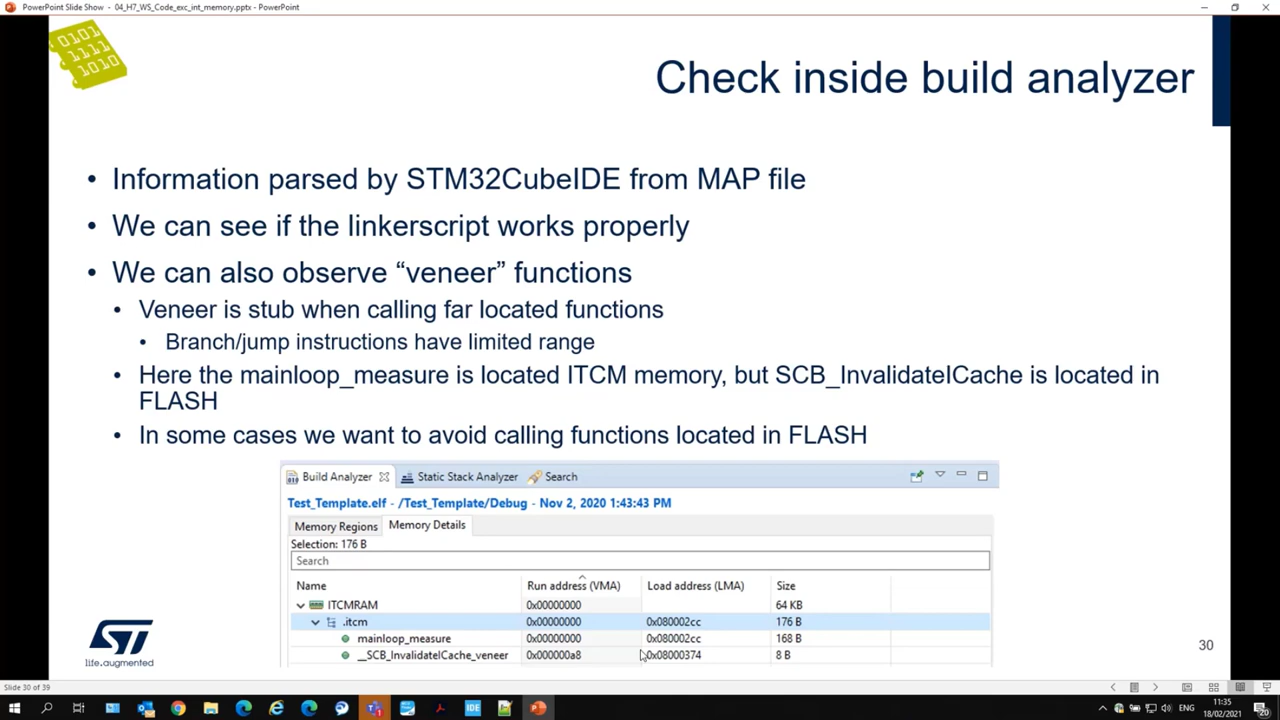 PowerPoint Slide Show - 04_H7_WS_Code_exc_int_memory.pptx - PowerPoint
0101
1111
1010
Check inside build analyzer
• Information parsed by STM32CubeIDE from MAP file
• We can see if the linkerscript works properly
• We can also observe “veneer” functions
• Veneer is stub when calling far located functions
• Branch/jump instructions have limited range
• Here the mainloop_measure is located ITCM memory, but SCB_InvalidateICache is located in
FLASH
• In some cases we want to avoid calling functions located in FLASH
Build Analyzer Static Stack Analyzer Search
Test_Template.elf - /Test_Template/Debug - Nov 2, 2020 1:43:43 PM
Memory Regions Memory Details
Selection: 176 B
Search
Name Run address (VMA) Load address (LMA) Size
ITCMRAM 0x00000000 64 KB
.itcm 0x00000000 0x080002cc 176 B
mainloop_measure 0x00000000 0x080002cc 168 B
__SCB_InvalidateICache_veneer 0x000000a8 0x08000374 8 B
ST
life.augmented
30
Slide 30 of 39
IDE
ENG
11:35
18/02/2021
20